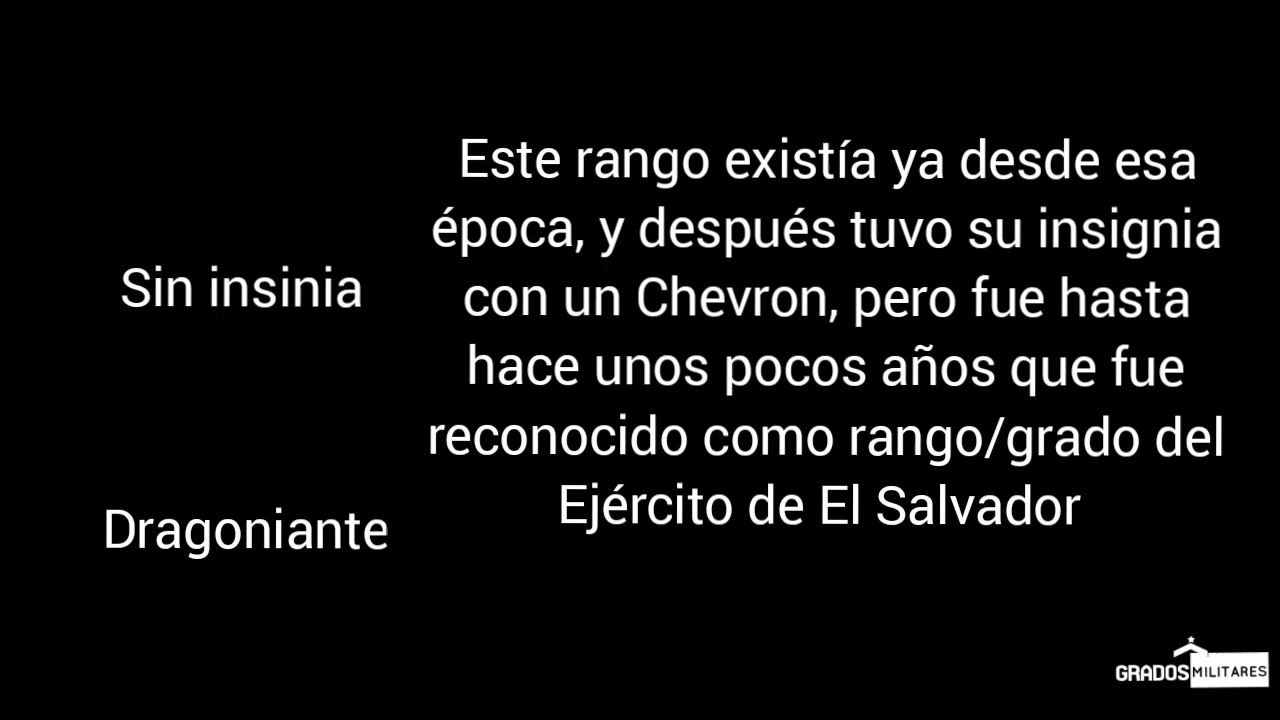 Sin insinia
Dragoniante
Este rango existía ya desde esa
época, y después tuvo su insignia
con un Chevron, pero fue hasta
hace unos pocos años que fue
reconocido como rango/grado del
Ejército de El Salvador
GRADOS MILITARES